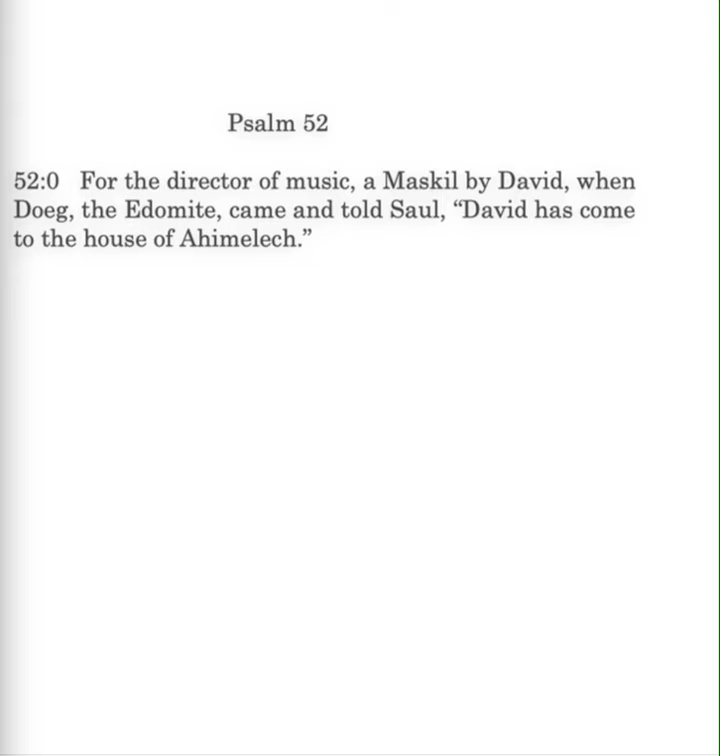 Psalm 52
52:0 For the director of music, a Maskil by David, when
Doeg, the Edomite, came and told Saul, “David has come
to the house of Ahimelech.”